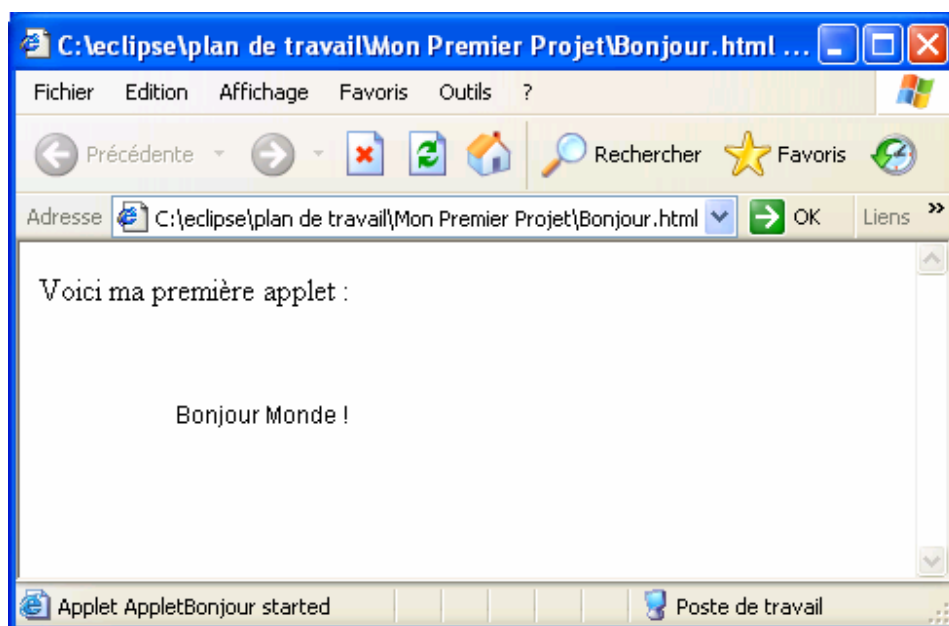 C:\eclipse\plan de travail\Mon Premier Projet\Bonjour.html ...
Fichier Edition Affichage Favoris Outils ?
Précédente Rechercher Favoris
Adresse C:\eclipse\plan de travail\Mon Premier Projet\Bonjour.html OK Liens »
Voici ma première applet :
Bonjour Monde !
Applet AppletBonjour started Poste de travail